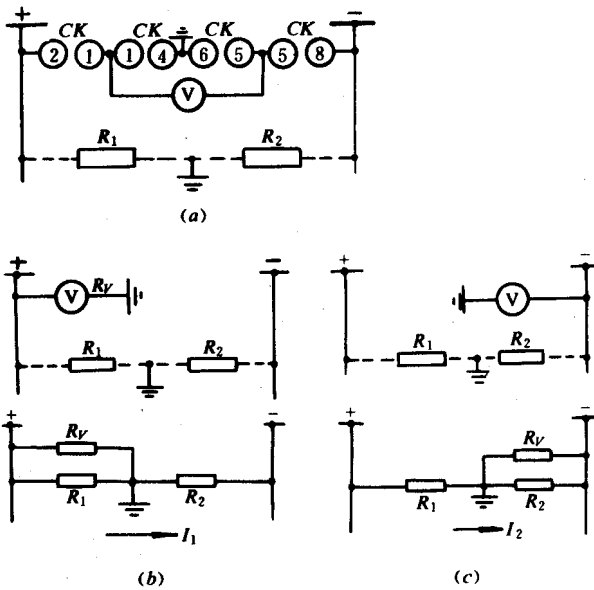 + −
CK CK CK CK
2 1 1 4 6 5 5 8
V
R1 R2
(a)
+ −
V RV
R1 R2
+ −
RV
R1 R2
I1
(b)
+ −
V
R1 R2
+ −
RV
R1 R2
I2
(c)